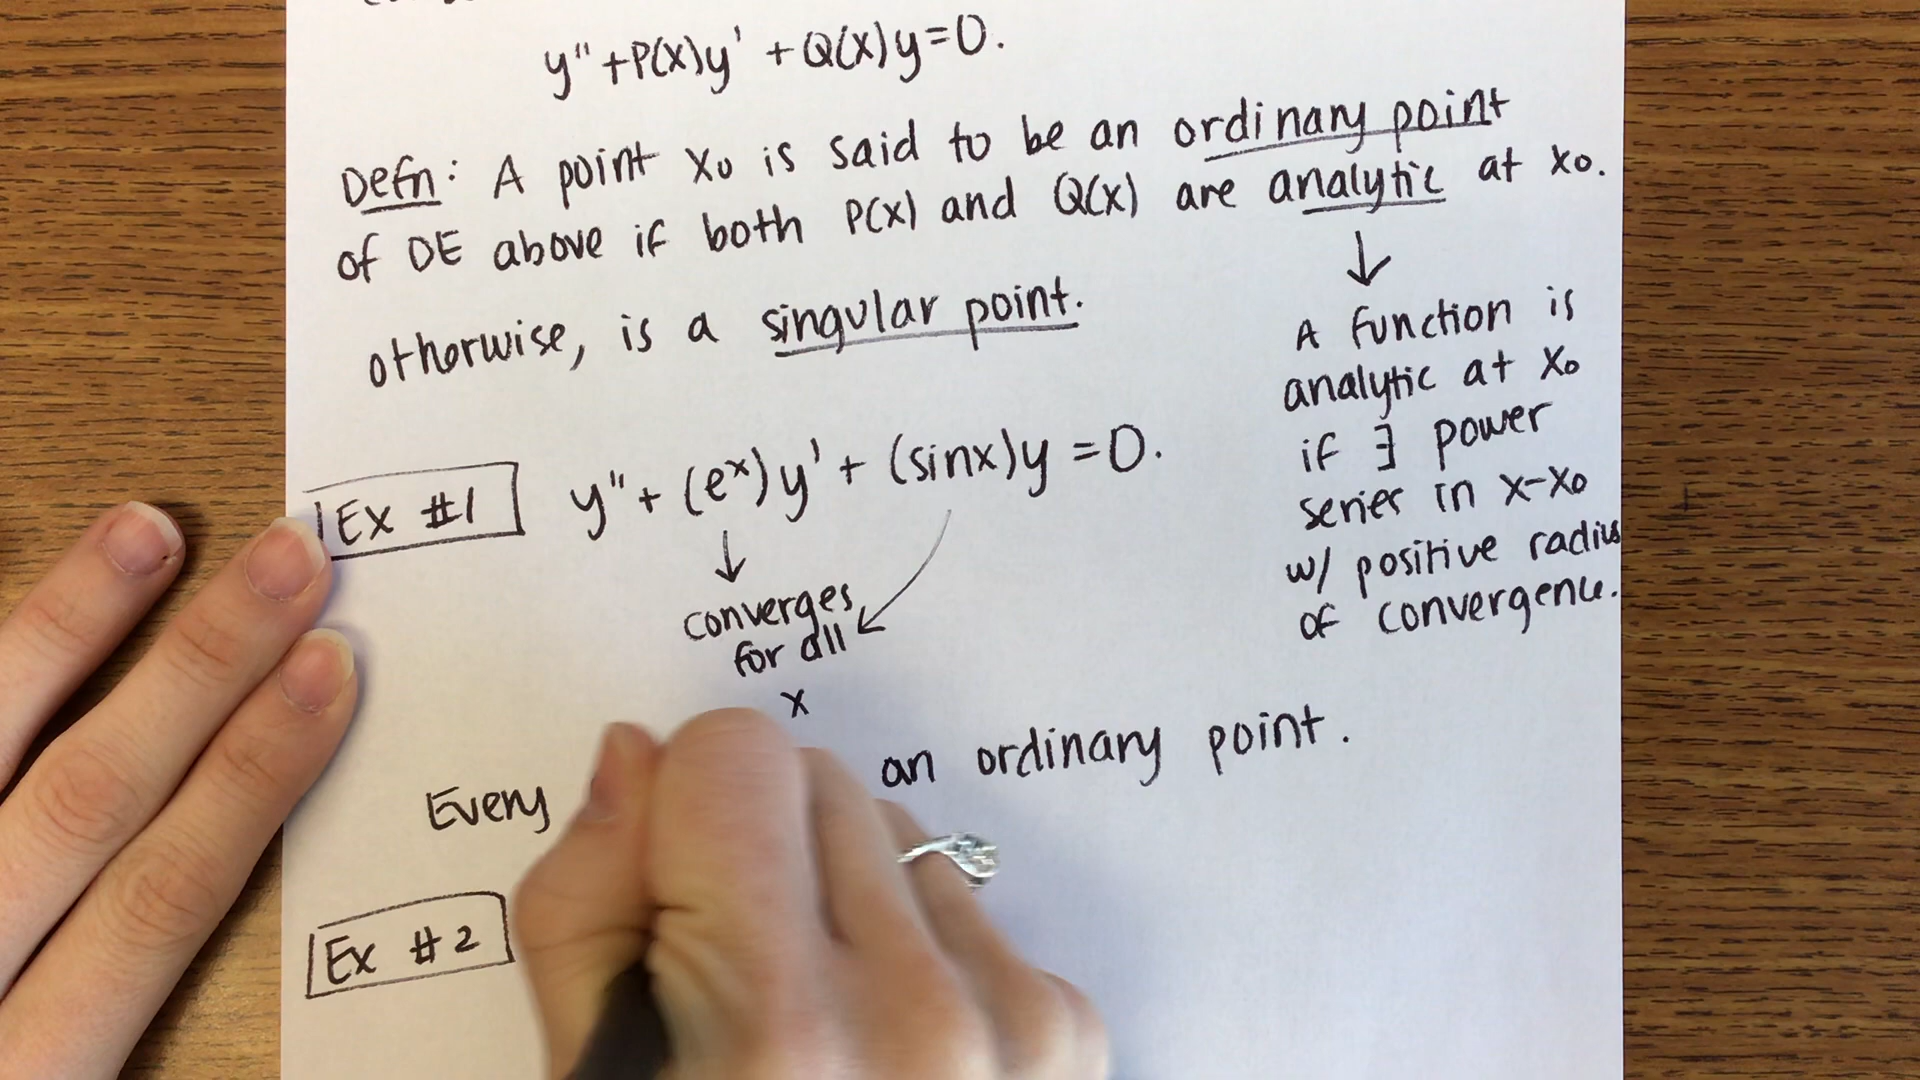 y" + P(x)y' + Q(x)y = 0.
Defn: A point x₀ is said to be an ordinary point
of DE above if both P(x) and Q(x) are analytic at x₀.
otherwise, is a singular point.
↓
A function is
analytic at x₀
if ∃ power
series in x-x₀
w/ positive radius
of convergence.
Ex #1 y" + (eˣ)y' + (sinx)y = 0.
↓
converges
for all
x
Every an ordinary point.
Ex #2